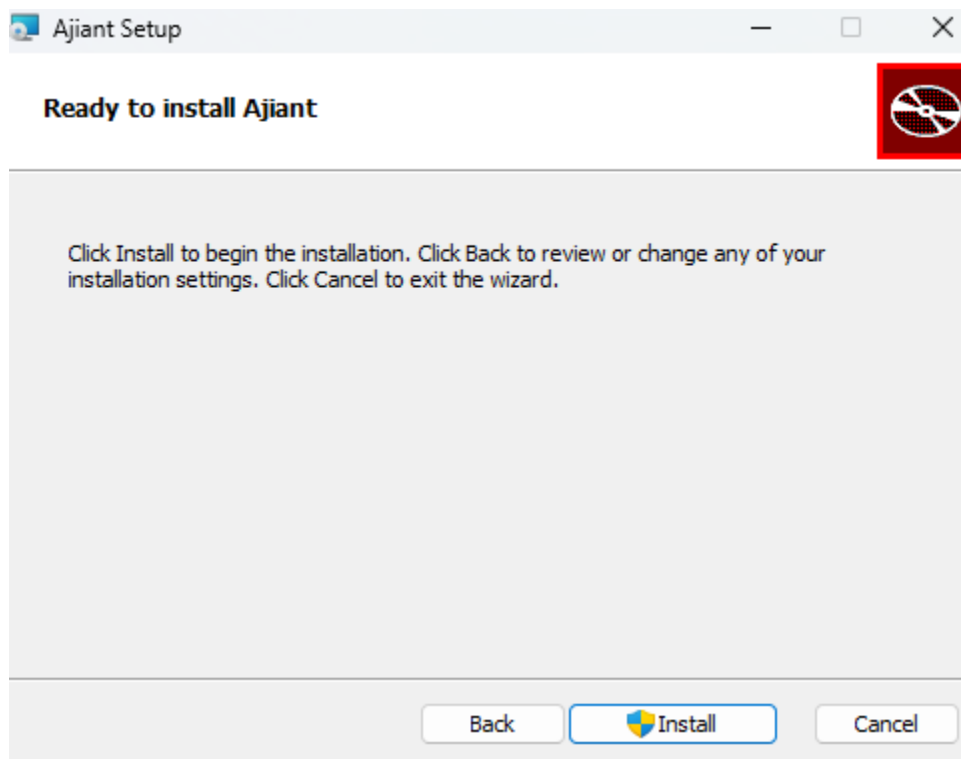 Ajiant Setup
Ready to install Ajiant
Click Install to begin the installation. Click Back to review or change any of your
installation settings. Click Cancel to exit the wizard.
Back
Install
Cancel